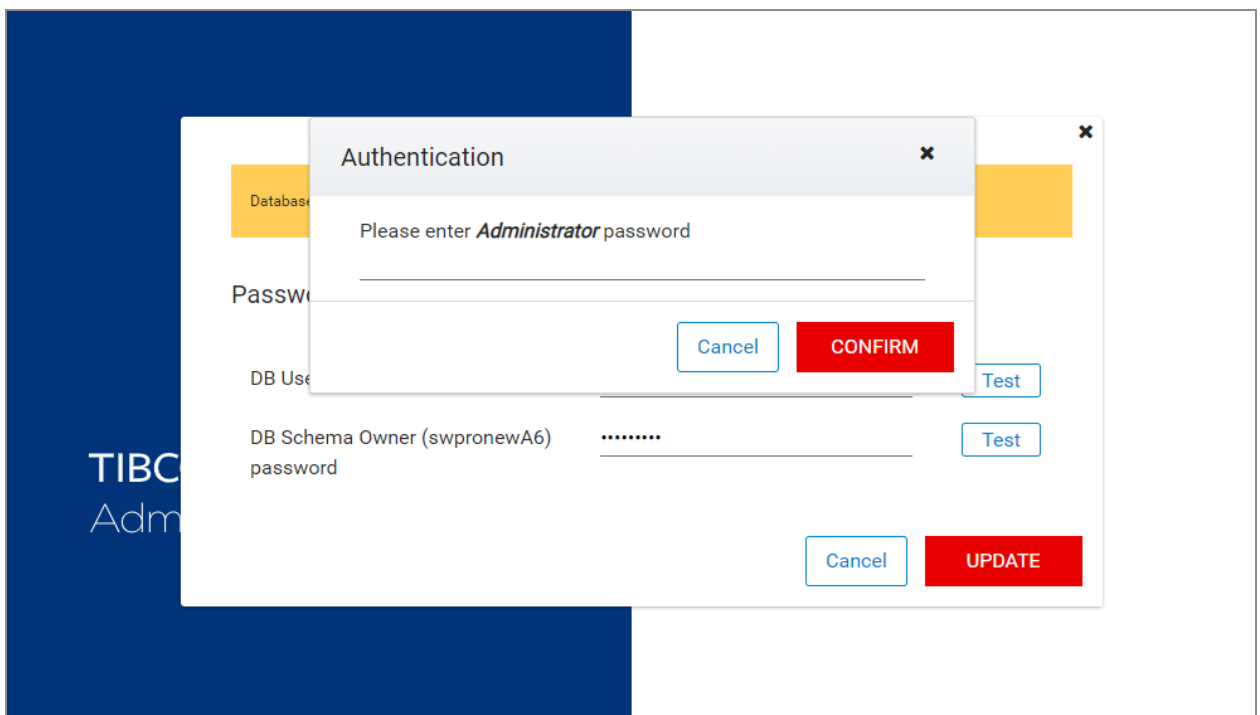 Authentication
Database
Please enter Administrator password
Passw
Cancel CONFIRM
DB Use
Test
DB Schema Owner (swpronewA6)
password
•••••••••
Test
TIBC
Adm
Cancel UPDATE